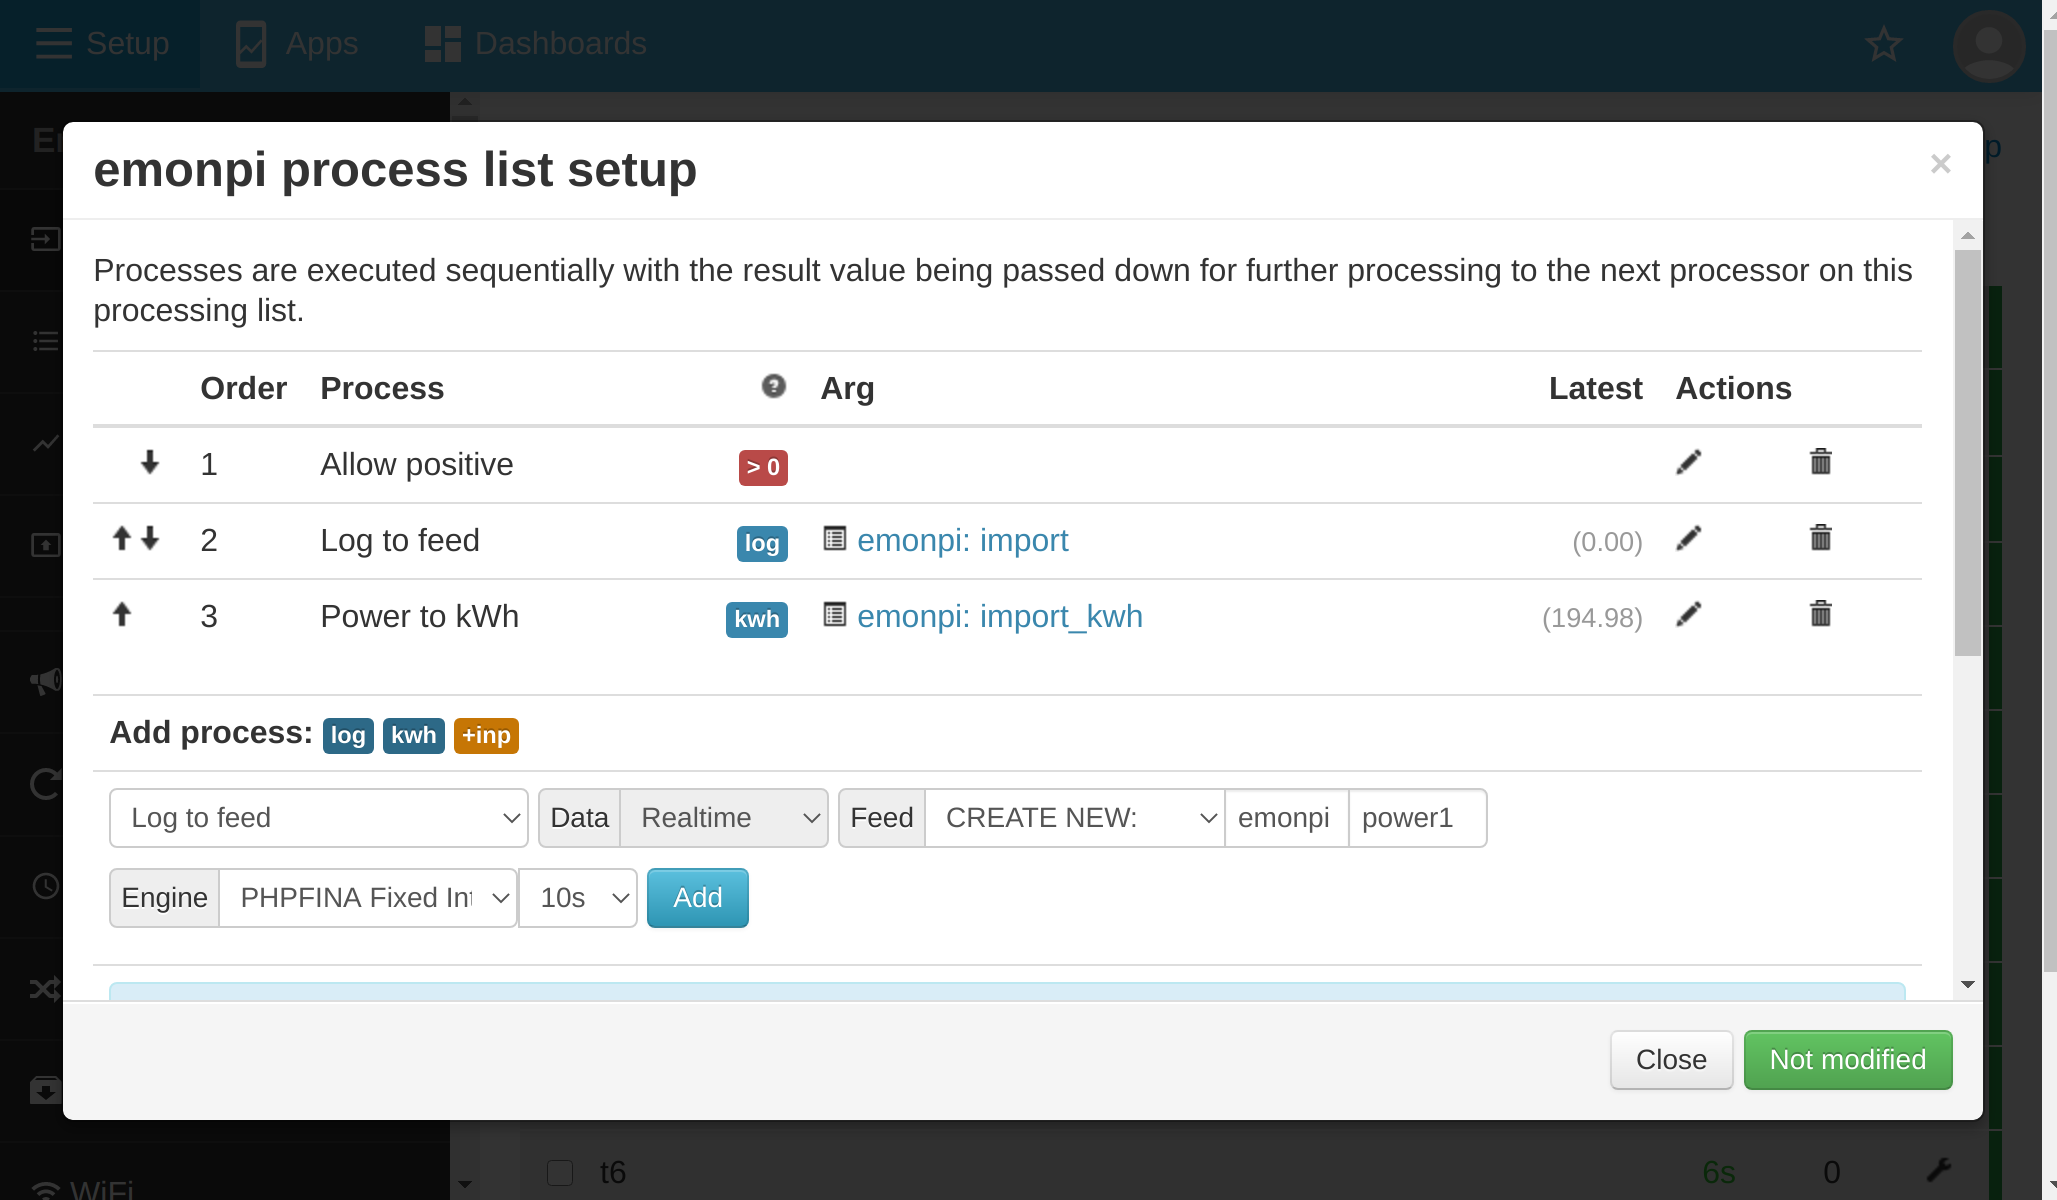 Setup Apps Dashboards
emonpi process list setup ×
Processes are executed sequentially with the result value being passed down for further processing to the next processor on this
processing list.
Order Process ? Arg Latest Actions
1 Allow positive > 0
2 Log to feed log emonpi: import (0.00)
3 Power to kWh kwh emonpi: import_kwh (194.98)
Add process: log kwh +inp
Log to feed Data Realtime Feed CREATE NEW: emonpi power1
Engine PHPFINA Fixed Int 10s Add
Close Not modified
t6 6s 0
WiFi